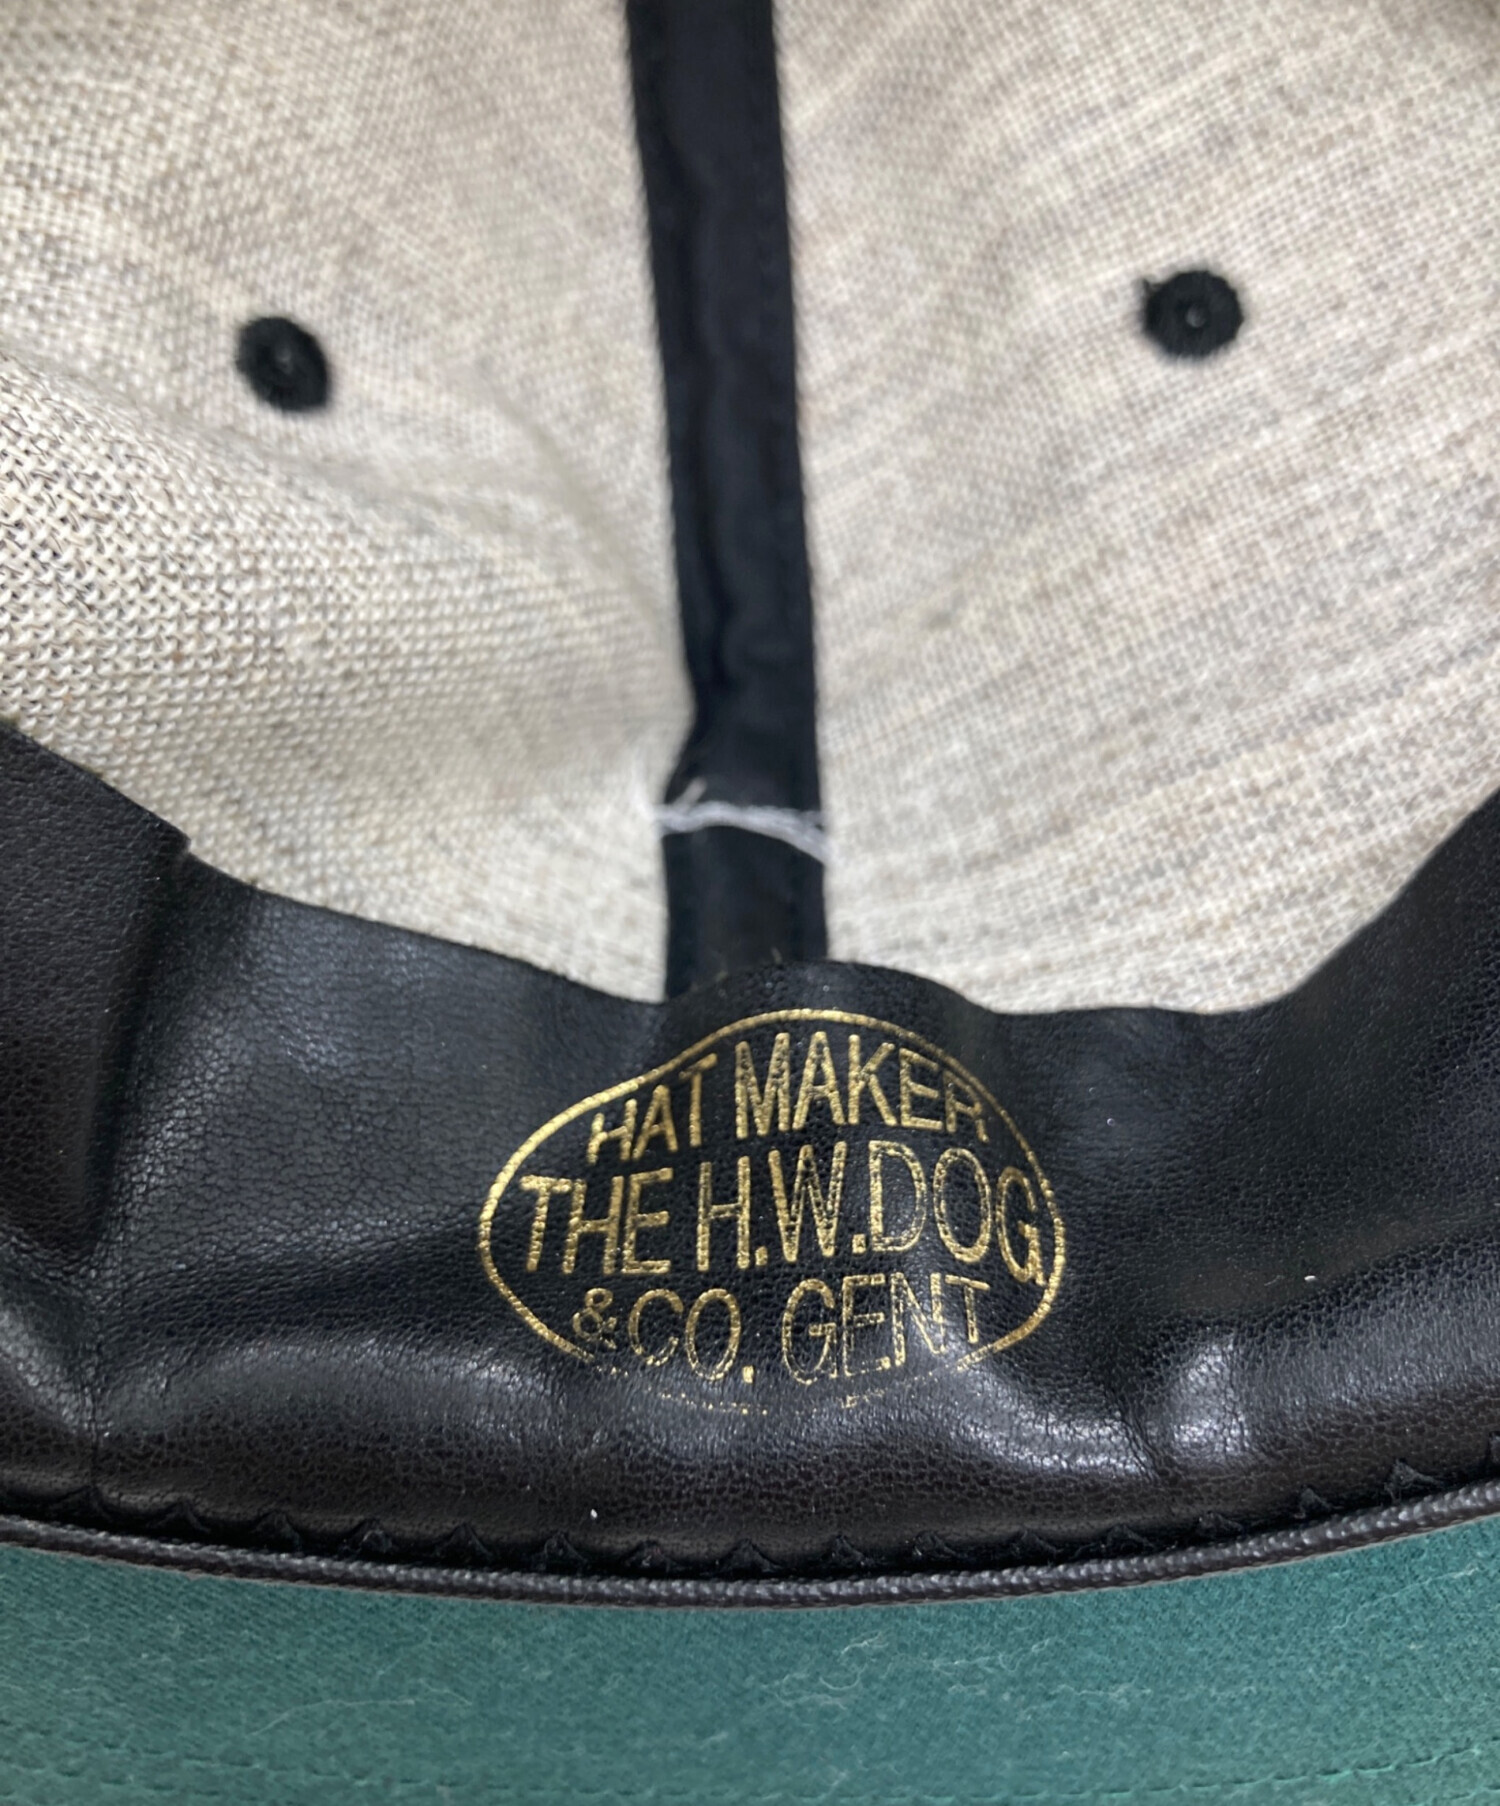 HAT MAKER
THE H.W.DOG
& CO. GENT